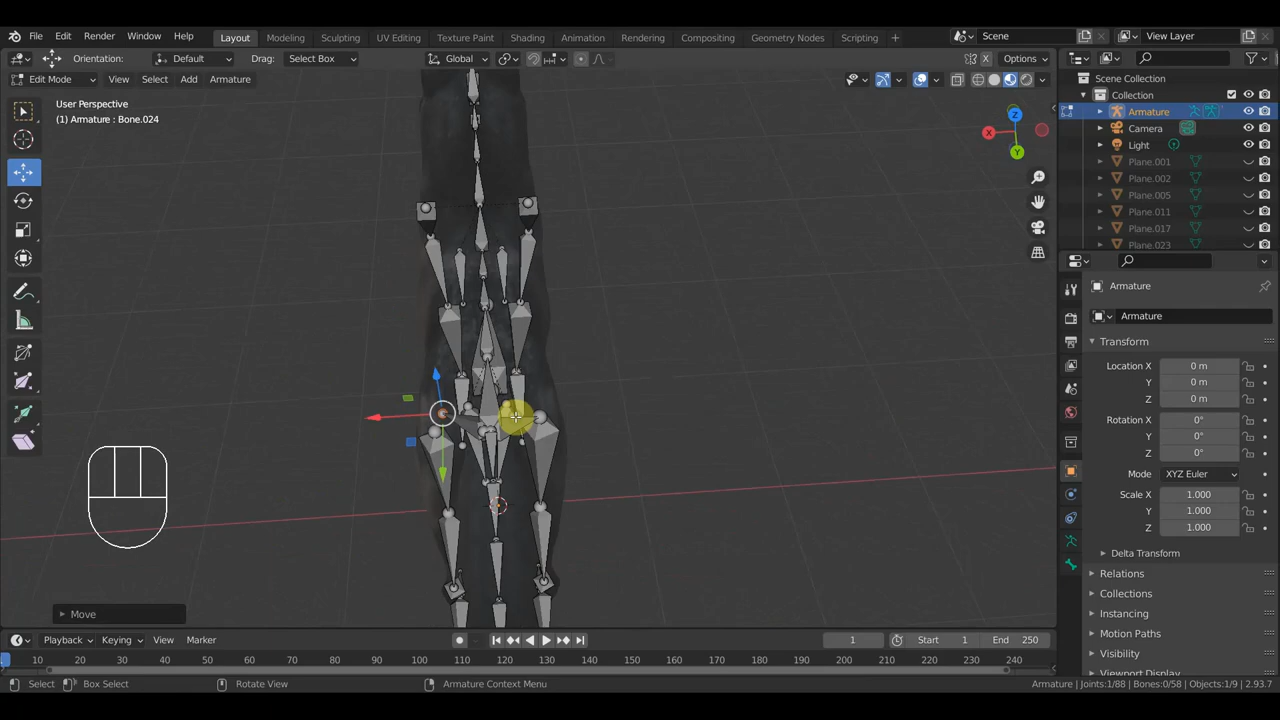 File Edit Render Window Help Layout Modeling Sculpting UV Editing Texture Paint Shading Animation Rendering Compositing Geometry Nodes Scripting + Scene View Layer
Orientation: Default Drag: Select Box Global Options
Edit Mode View Select Add Armature
User Perspective
(1) Armature : Bone.024
X
Y
Z
Move
Scene Collection
Collection
Armature
Camera
Light
Plane.001
Plane.002
Plane.005
Plane.011
Plane.017
Plane.023
Armature
Armature
Transform
Location X 0 m
Y 0 m
Z 0 m
Rotation X 0°
Y 0°
Z 0°
Mode XYZ Euler
Scale X 1.000
Y 1.000
Z 1.000
Delta Transform
Relations
Collections
Instancing
Motion Paths
Visibility
Viewport Display
Playback Keying View Marker 1 Start 1 End 250
10 20 30 40 50 60 70 80 90 100 110 120 130 140 150 160 170 180 190 200 210 220 230 240
Select Box Select Rotate View Armature Context Menu Armature | Joints:1/88 | Bones:0/58 | Objects:1/9 | 2.93.7